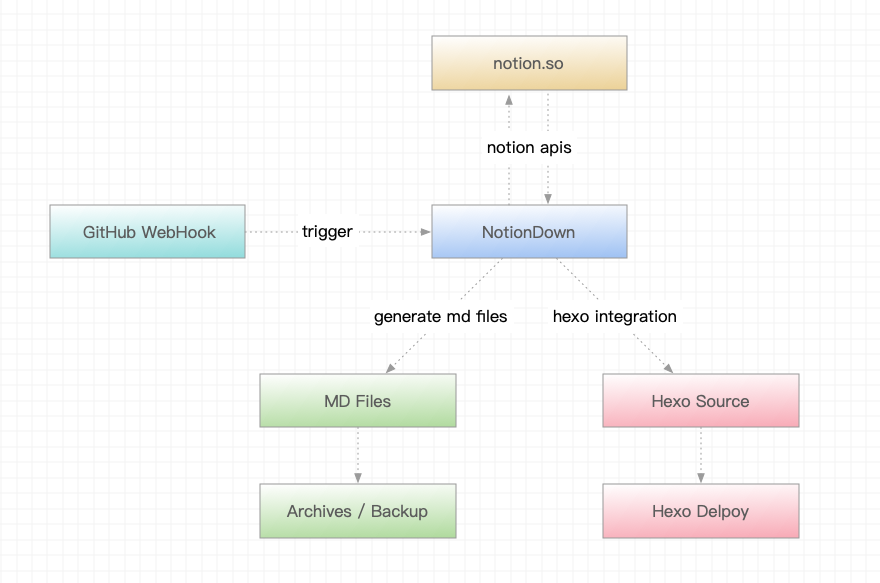 notion.so
notion apis
GitHub WebHook
trigger
NotionDown
generate md files
hexo integration
MD Files
Hexo Source
Archives / Backup
Hexo Delpoy